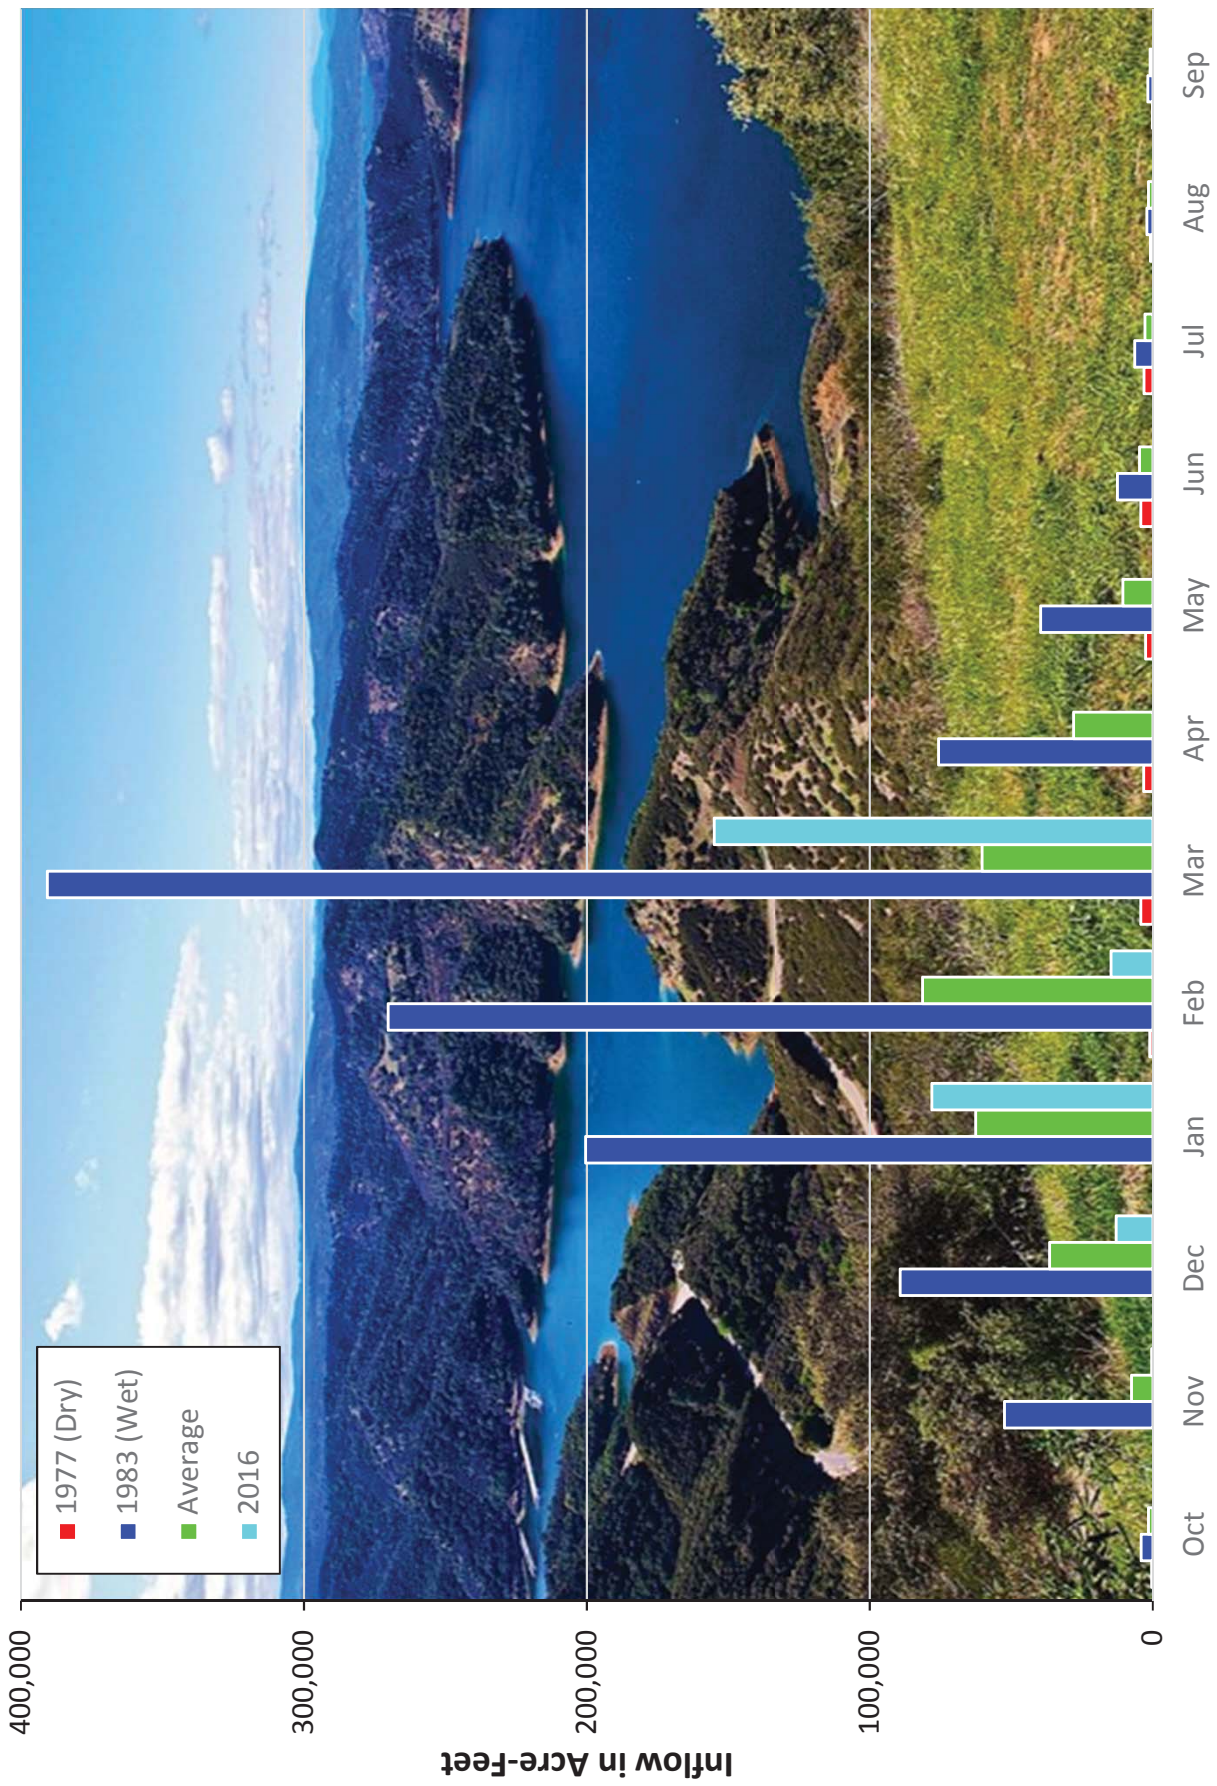 400,000
300,000
200,000
100,000
0
Inflow in Acre-Feet
1977 (Dry)
1983 (Wet)
Average
2016
Oct
Nov
Dec
Jan
Feb
Mar
Apr
May
Jun
Jul
Aug
Sep